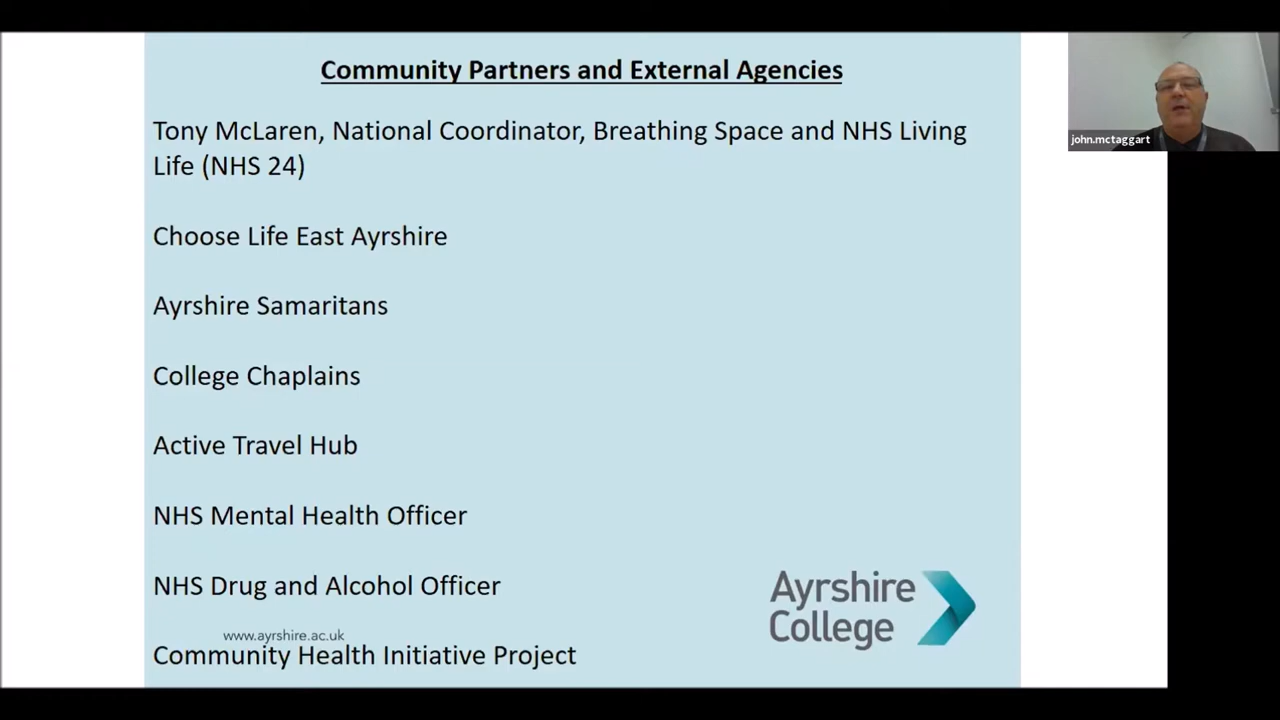 Community Partners and External Agencies
john.mctaggart
Tony McLaren, National Coordinator, Breathing Space and NHS Living
Life (NHS 24)
Choose Life East Ayrshire
Ayrshire Samaritans
College Chaplains
Active Travel Hub
NHS Mental Health Officer
NHS Drug and Alcohol Officer
Ayrshire
College
www.ayrshire.ac.uk
Community Health Initiative Project